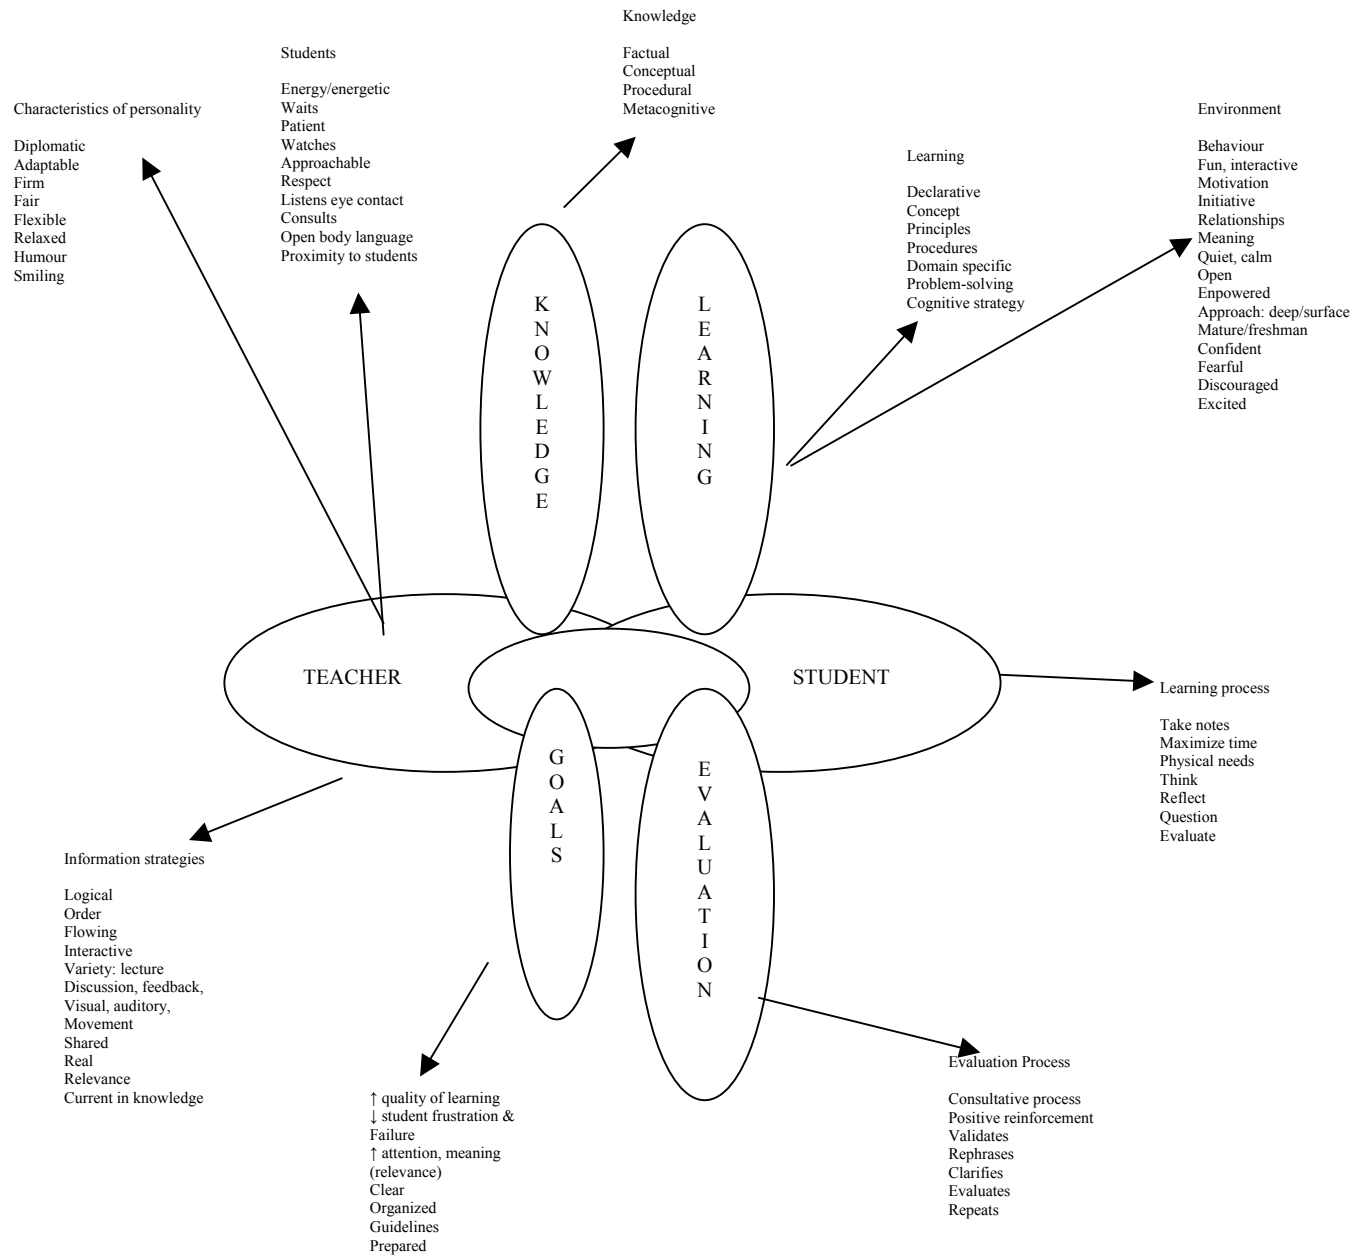 Knowledge
Factual
Conceptual
Procedural
Metacognitive
Students
Energy/energetic
Waits
Patient
Watches
Approachable
Respect
Listens eye contact
Consults
Open body language
Proximity to students
Characteristics of personality
Diplomatic
Adaptable
Firm
Fair
Flexible
Relaxed
Humour
Smiling
Learning
Declarative
Concept
Principles
Procedures
Domain specific
Problem-solving
Cognitive strategy
Environment
Behaviour
Fun, interactive
Motivation
Initiative
Relationships
Meaning
Quiet, calm
Open
Enpowered
Approach: deep/surface
Mature/freshman
Confident
Fearful
Discouraged
Excited
KNOWLEDGE
LEARNING
TEACHER
STUDENT
GOALS
EVALUATION
Learning process
Take notes
Maximize time
Physical needs
Think
Reflect
Question
Evaluate
Information strategies
Logical
Order
Flowing
Interactive
Variety: lecture
Discussion, feedback,
Visual, auditory,
Movement
Shared
Real
Relevance
Current in knowledge
↑ quality of learning
↓ student frustration &
Failure
↑ attention, meaning
(relevance)
Clear
Organized
Guidelines
Prepared
Evaluation Process
Consultative process
Positive reinforcement
Validates
Rephrases
Clarifies
Evaluates
Repeats